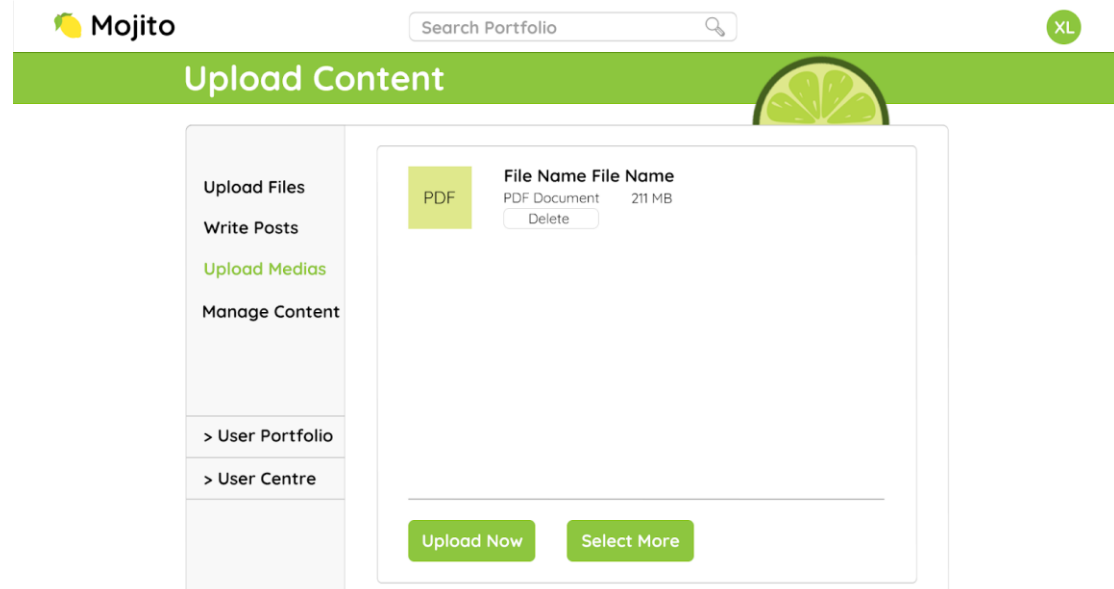 Mojito
Search Portfolio
XL
Upload Content
Upload Files
Write Posts
Upload Medias
Manage Content
> User Portfolio
> User Centre
PDF
File Name File Name
PDF Document 211 MB
Delete
Upload Now
Select More